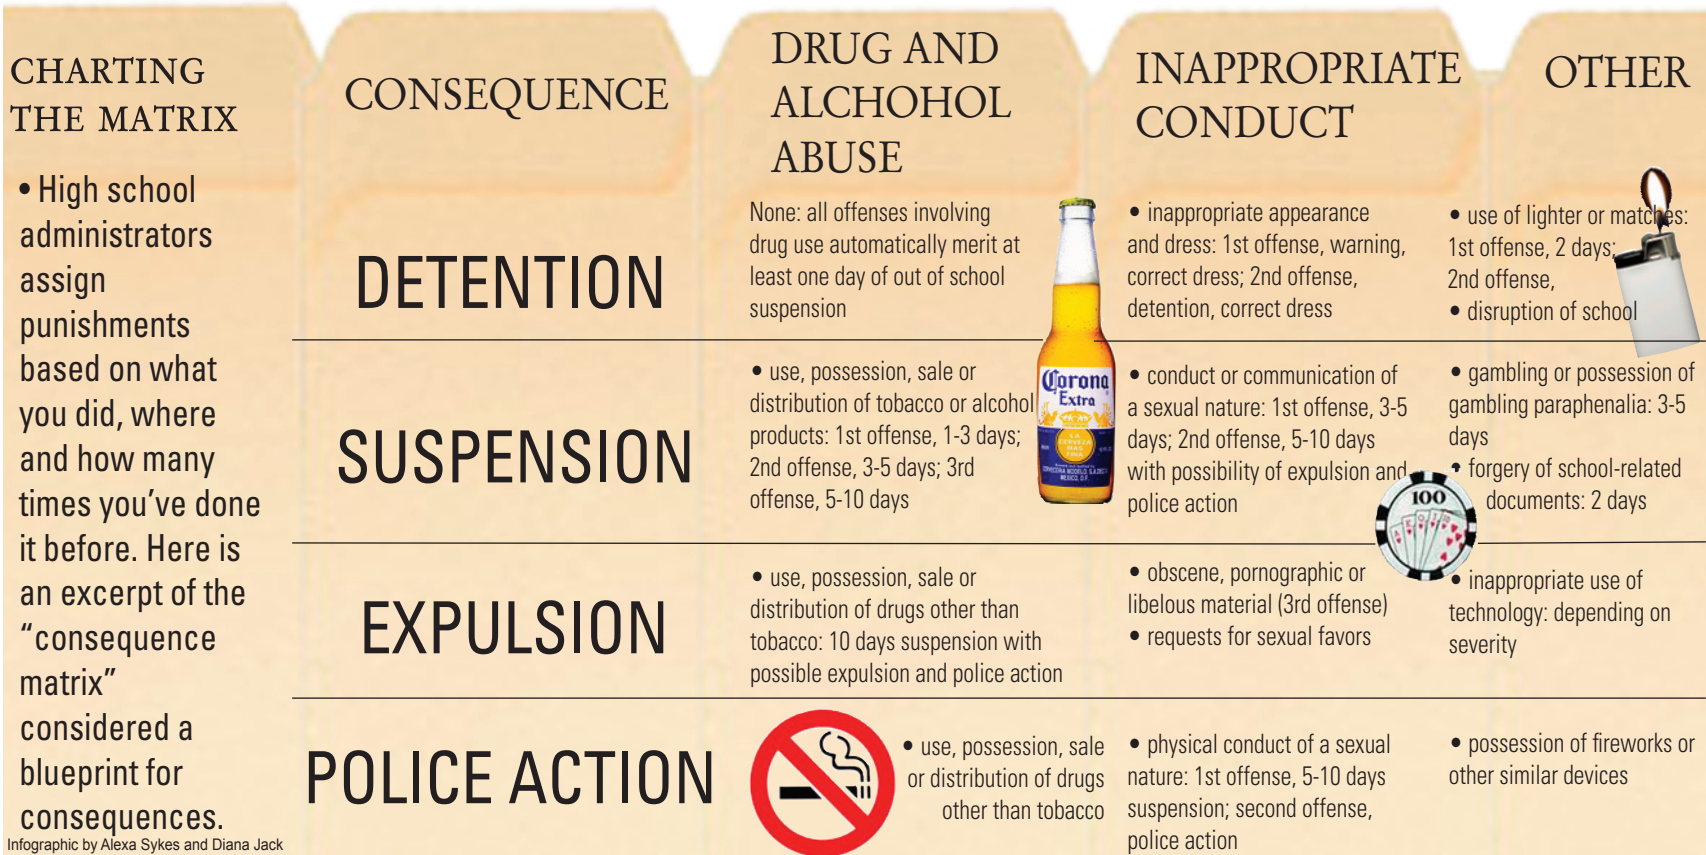 CHARTING
THE MATRIX
• High school
administrators
assign
punishments
based on what
you did, where
and how many
times you've done
it before. Here is
an excerpt of the
“consequence
matrix”
considered a
blueprint for
consequences.
Infographic by Alexa Sykes and Diana Jack
CONSEQUENCE
DRUG AND
ALCHOHOL
ABUSE
INAPPROPRIATE
CONDUCT
OTHER
DETENTION
None: all offenses involving
drug use automatically merit at
least one day of out of school
suspension
• inappropriate appearance
and dress: 1st offense, warning,
correct dress; 2nd offense,
detention, correct dress
• use of lighter or matches:
1st offense, 2 days;
2nd offense,
• disruption of school
SUSPENSION
• use, possession, sale or
distribution of tobacco or alcohol
products: 1st offense, 1-3 days;
2nd offense, 3-5 days; 3rd
offense, 5-10 days
Corona
Extra
LA
CERVEZA
MAS
FINA
• conduct or communication of
a sexual nature: 1st offense, 3-5
days; 2nd offense, 5-10 days
with possibility of expulsion and
police action
100
• gambling or possession of
gambling paraphenalia: 3-5
days
• forgery of school-related
documents: 2 days
EXPULSION
• use, possession, sale or
distribution of drugs other than
tobacco: 10 days suspension with
possible expulsion and police action
• obscene, pornographic or
libelous material (3rd offense)
• requests for sexual favors
• inappropriate use of
technology: depending on
severity
POLICE ACTION
• use, possession, sale
or distribution of drugs
other than tobacco
• physical conduct of a sexual
nature: 1st offense, 5-10 days
suspension; second offense,
police action
• possession of fireworks or
other similar devices